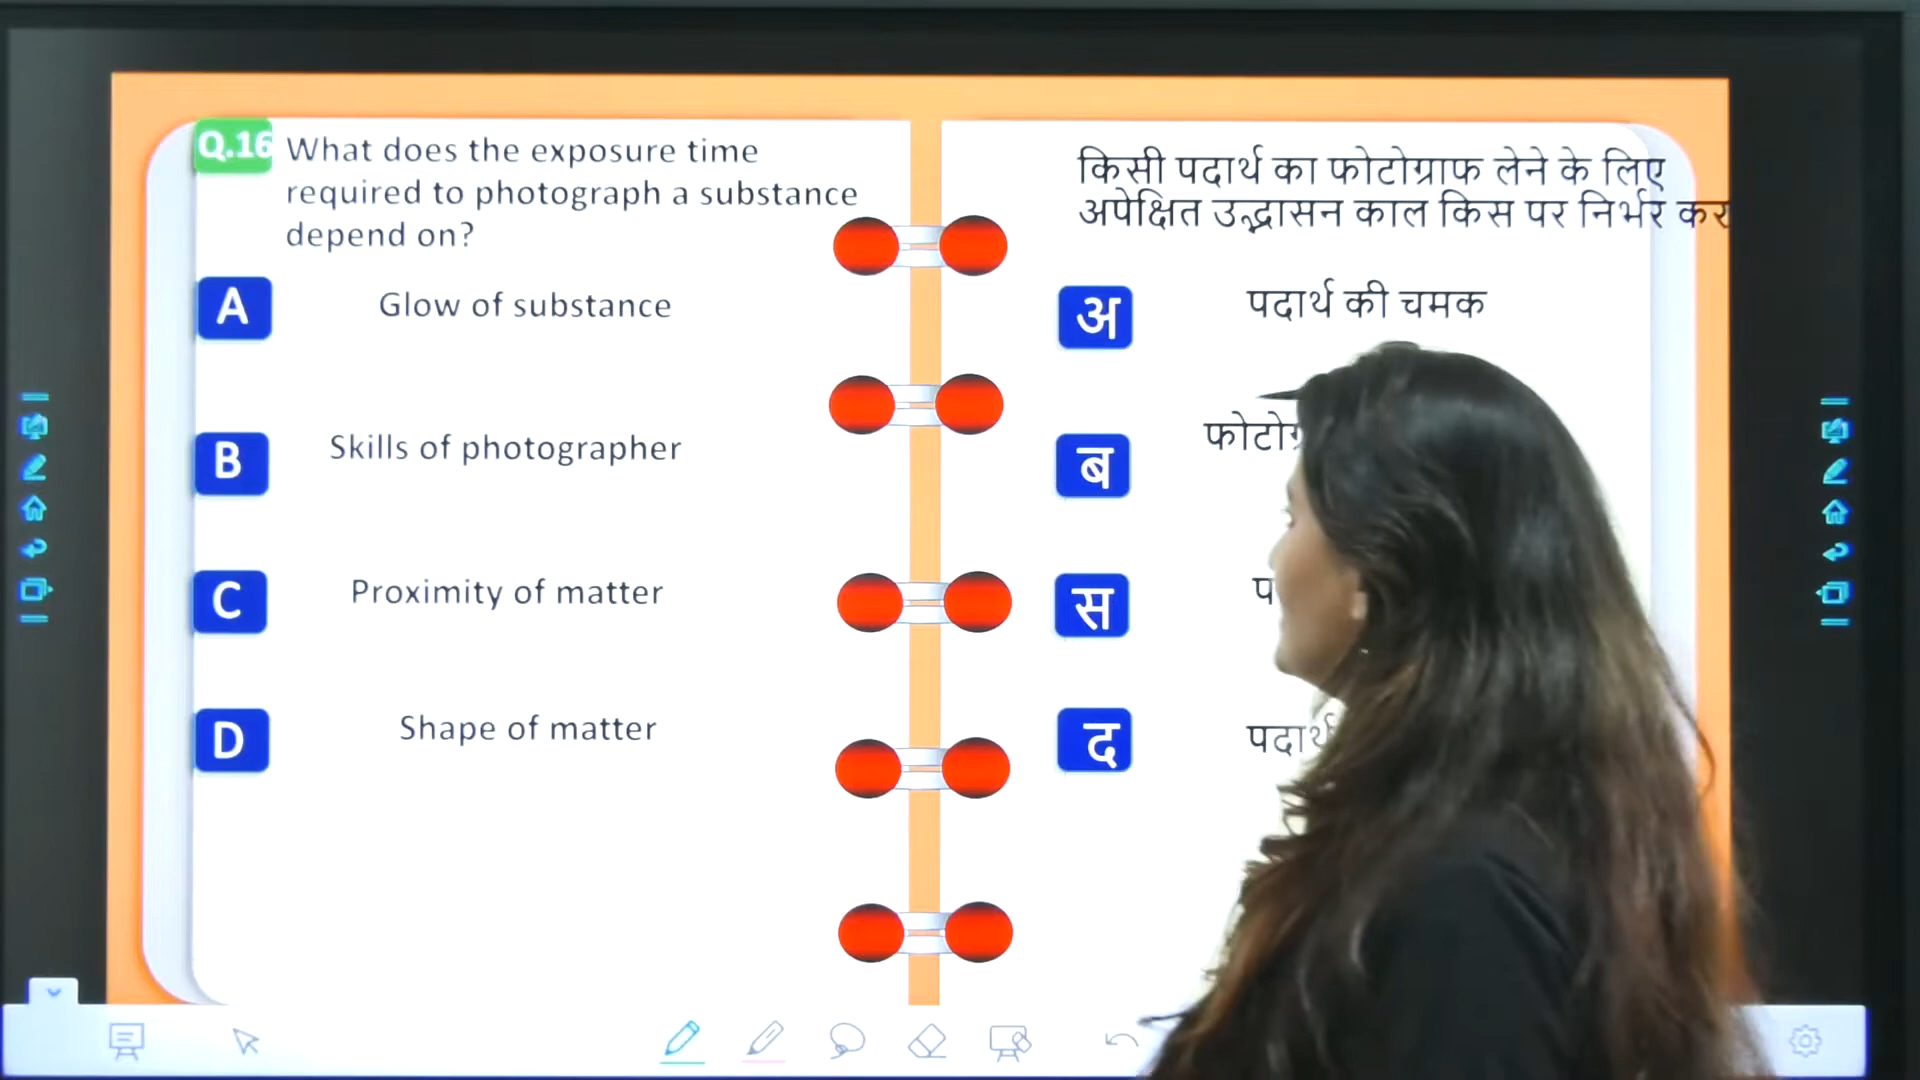 Q.16
What does the exposure time
required to photograph a substance
depend on?
A
Glow of substance
B
Skills of photographer
C
Proximity of matter
D
Shape of matter
किसी पदार्थ का फोटोग्राफ लेने के लिए
अपेक्षित उद्भासन काल किस पर निर्भर कर
अ
पदार्थ की चमक
ब
स
द